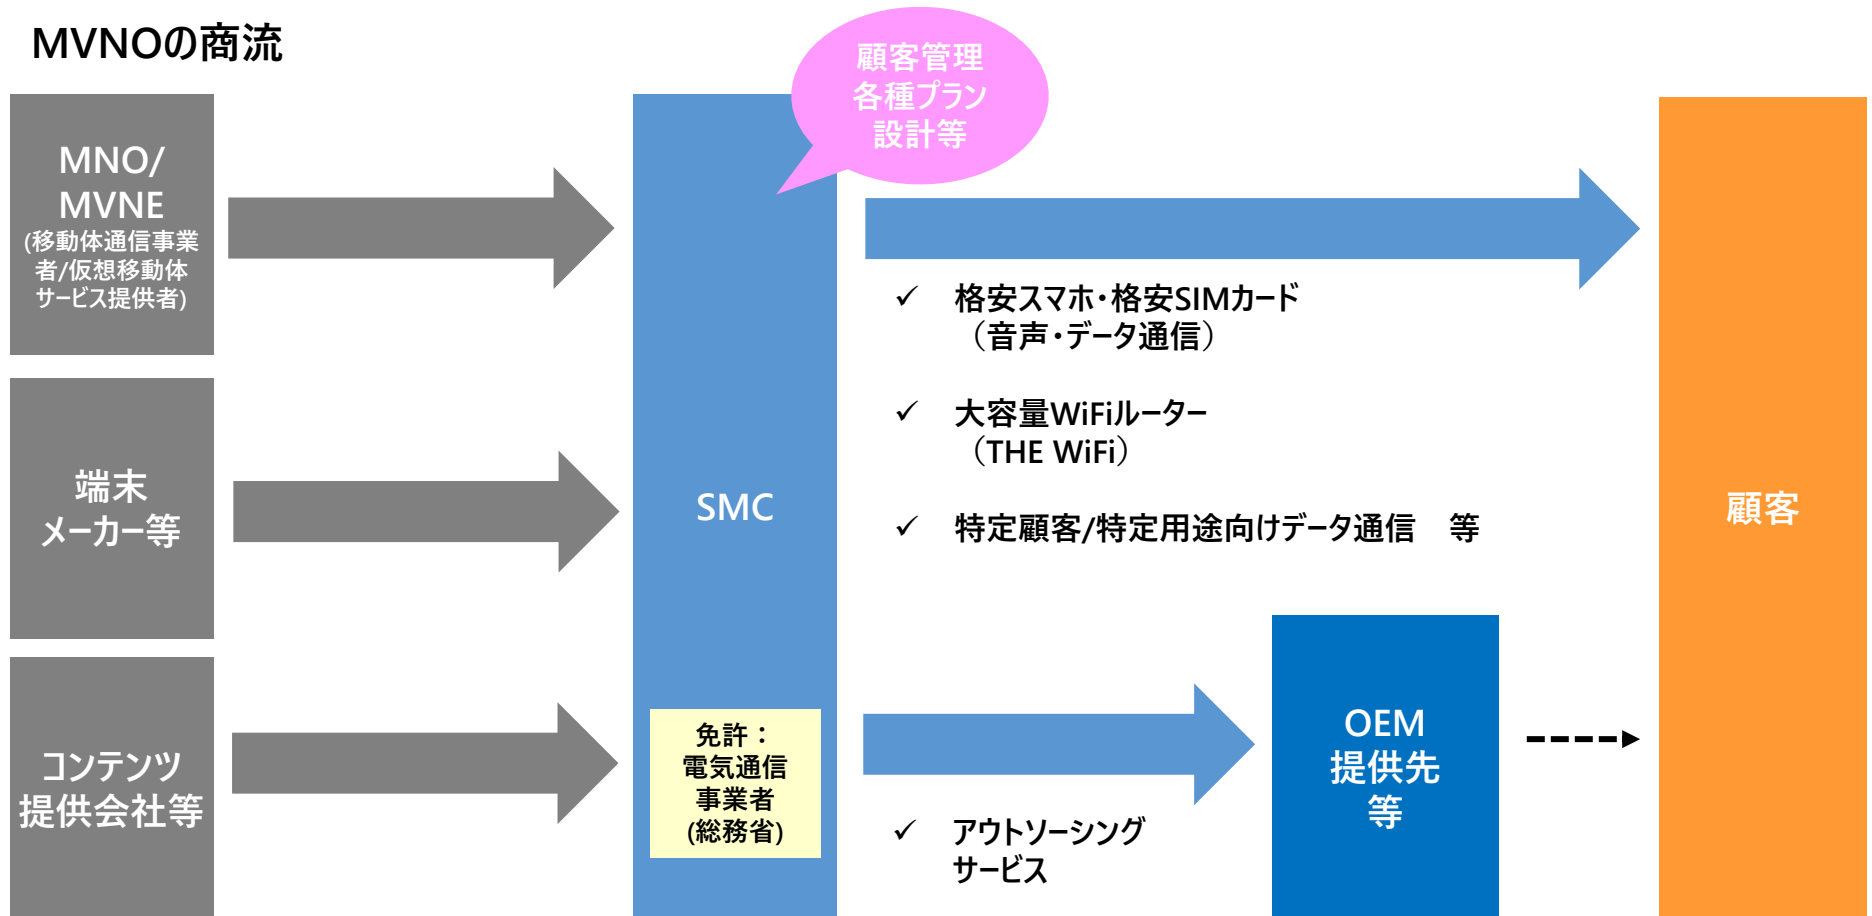 MVNOの商流
顧客管理
各種プラン
設計等
MNO/
MVNE
(移動体通信事業
者/仮想移動体
サービス提供者)
端末
メーカー等
コンテンツ
提供会社等
SMC
免許：
電気通信
事業者
(総務省)
✓ 格安スマホ・格安SIMカード
（音声・データ通信）
✓ 大容量WiFiルーター
（THE WiFi）
✓ 特定顧客/特定用途向けデータ通信　等
✓ アウトソーシング
サービス
OEM
提供先
等
顧客